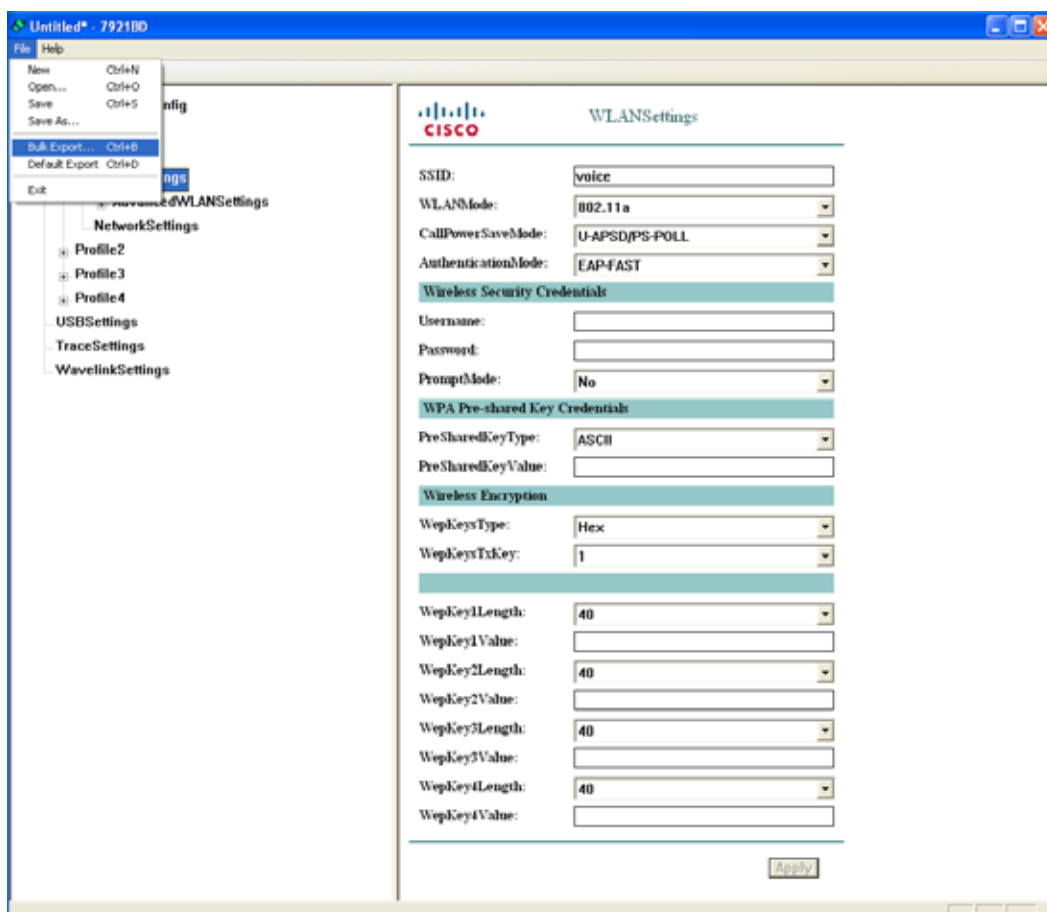 Untitled* - 7921BD
File Help
New Ctrl+N
Open... Ctrl+O
Save Ctrl+S
Save As...
Bulk Export... Ctrl+B
Default Export Ctrl+D
Exit
nfig
ngs
AdvancedWLANSettings
NetworkSettings
Profile2
Profile3
Profile4
USBSettings
TraceSettings
WavelinkSettings
CISCO
WLANSettings
SSID: voice
WLANMode: 802.11a
CallPowerSaveMode: U-APSD/PS-POLL
AuthenticationMode: EAP-FAST
Wireless Security Credentials
Username:
Password:
PromptMode: No
WPA Pre-shared Key Credentials
PreSharedKeyType: ASCII
PreSharedKeyValue:
Wireless Encryption
WepKeysType: Hex
WepKeysTxKey: 1
WepKey1Length: 40
WepKey1Value:
WepKey2Length: 40
WepKey2Value:
WepKey3Length: 40
WepKey3Value:
WepKey4Length: 40
WepKey4Value:
Apply